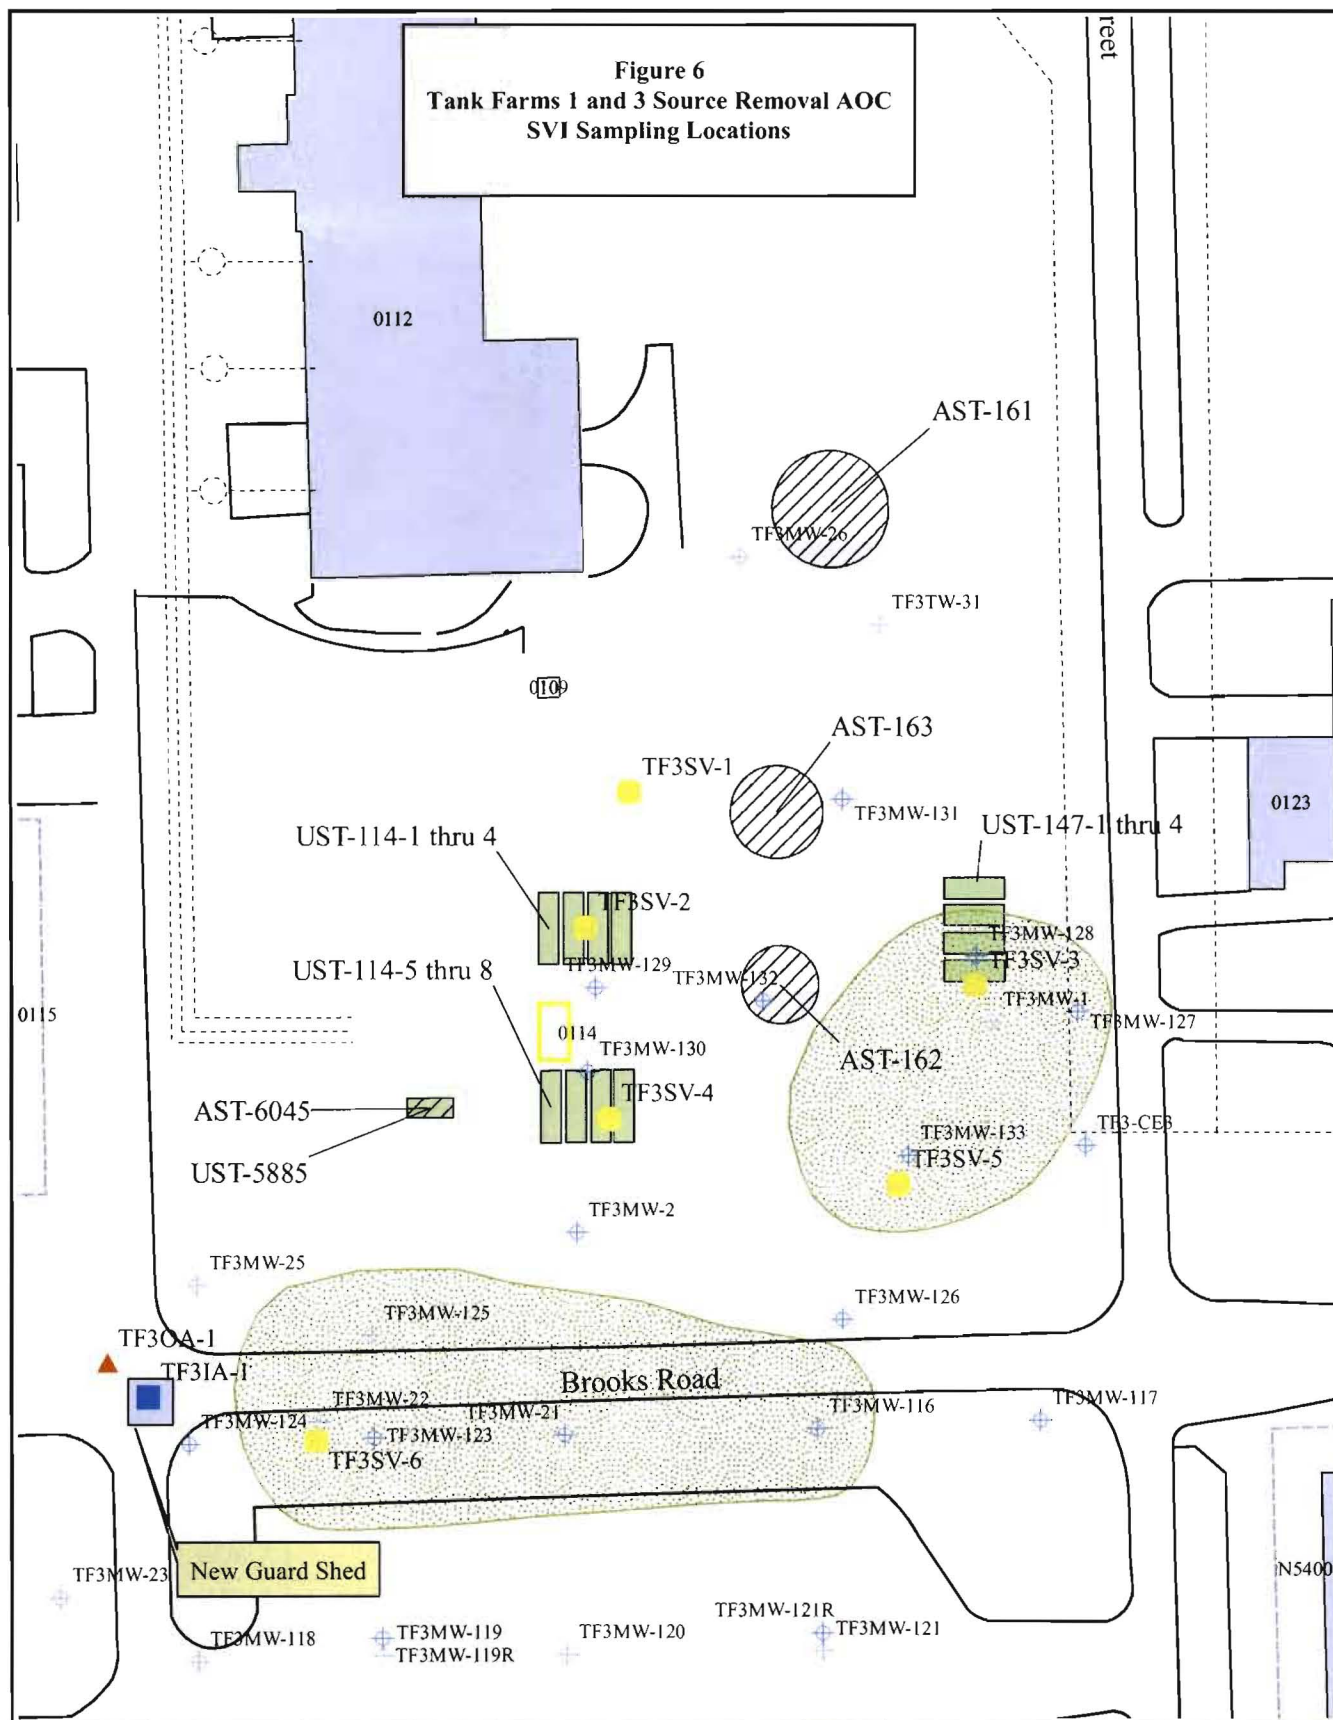 reet
Figure 6
Tank Farms 1 and 3 Source Removal AOC
SVI Sampling Locations
0112
AST-161
TF3MW-26
TF3TW-31
0109
AST-163
TF3SV-1
TF3MW-131
0123
UST-147-1 thru 4
UST-114-1 thru 4
TF3SV-2
TF3MW-128
TF3SV-3
TF3MW-129
UST-114-5 thru 8
TF3MW-132
TF3MW-1
TF3MW-127
0115
0114
TF3MW-130
AST-162
AST-6045
TF3SV-4
TF3MW-133
TF3-CE3
TF3SV-5
UST-5885
TF3MW-2
TF3MW-25
TF3MW-125
TF3MW-126
TF3OA-1
TF3IA-1
Brooks Road
TF3MW-22
TF3MW-117
TF3MW-21
TF3MW-116
TF3MW-124
TF3MW-123
TF3SV-6
New Guard Shed
TF3MW-23
N5400
TF3MW-121R
TF3MW-118
TF3MW-119
TF3MW-120
TF3MW-121
TF3MW-119R